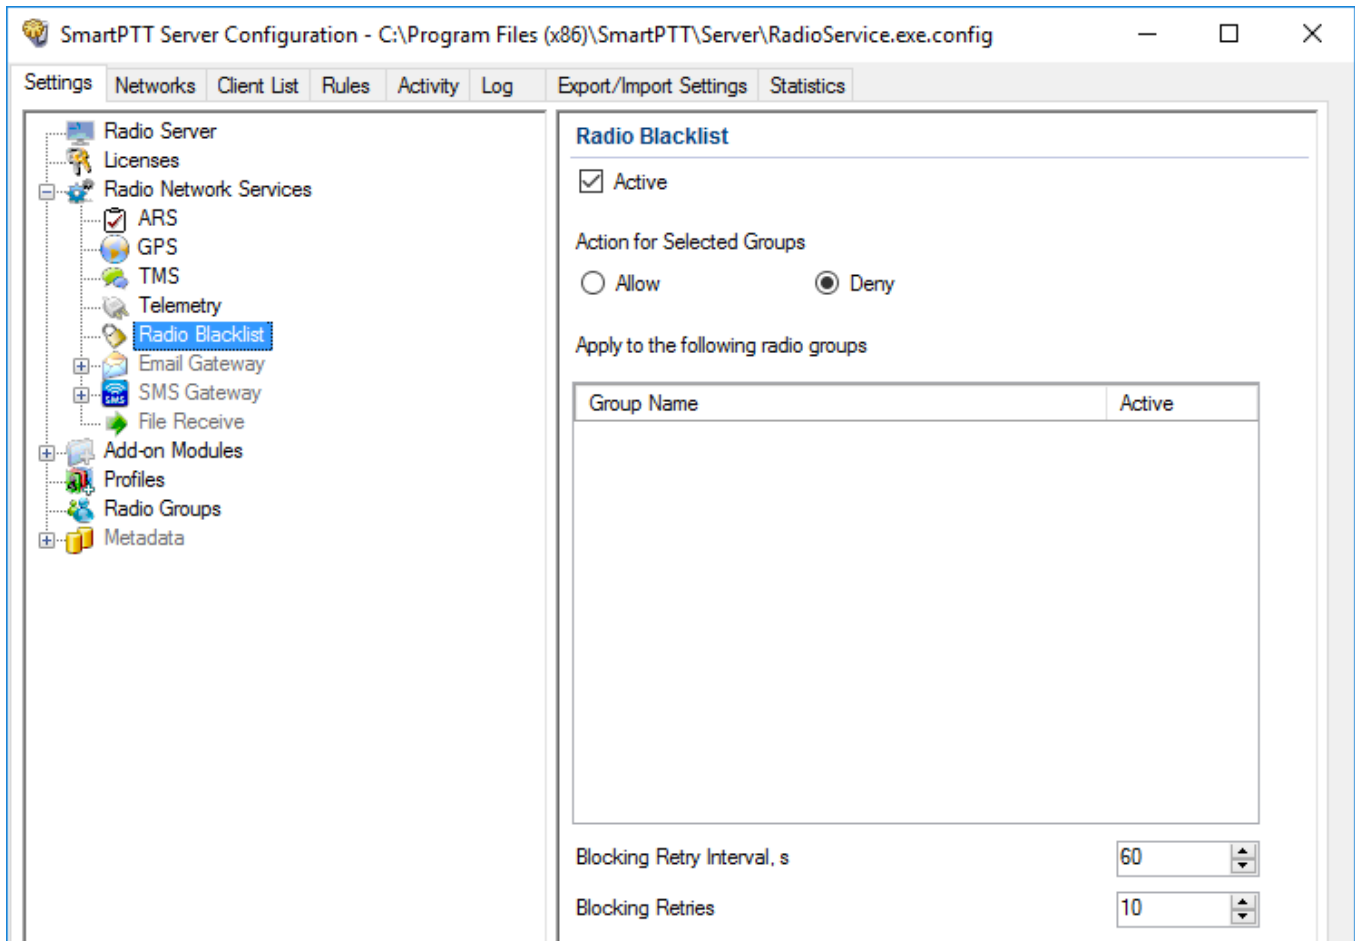 SmartPTT Server Configuration - C:\Program Files (x86)\SmartPTT\Server\RadioService.exe.config
Settings Networks Client List Rules Activity Log Export/Import Settings Statistics
Radio Server
Licenses
Radio Network Services
ARS
GPS
TMS
Telemetry
Radio Blacklist
Email Gateway
SMS
SMS Gateway
File Receive
Add-on Modules
Profiles
Radio Groups
Metadata
Radio Blacklist
Active
Action for Selected Groups
Allow Deny
Apply to the following radio groups
Group Name Active
Blocking Retry Interval, s 60
Blocking Retries 10